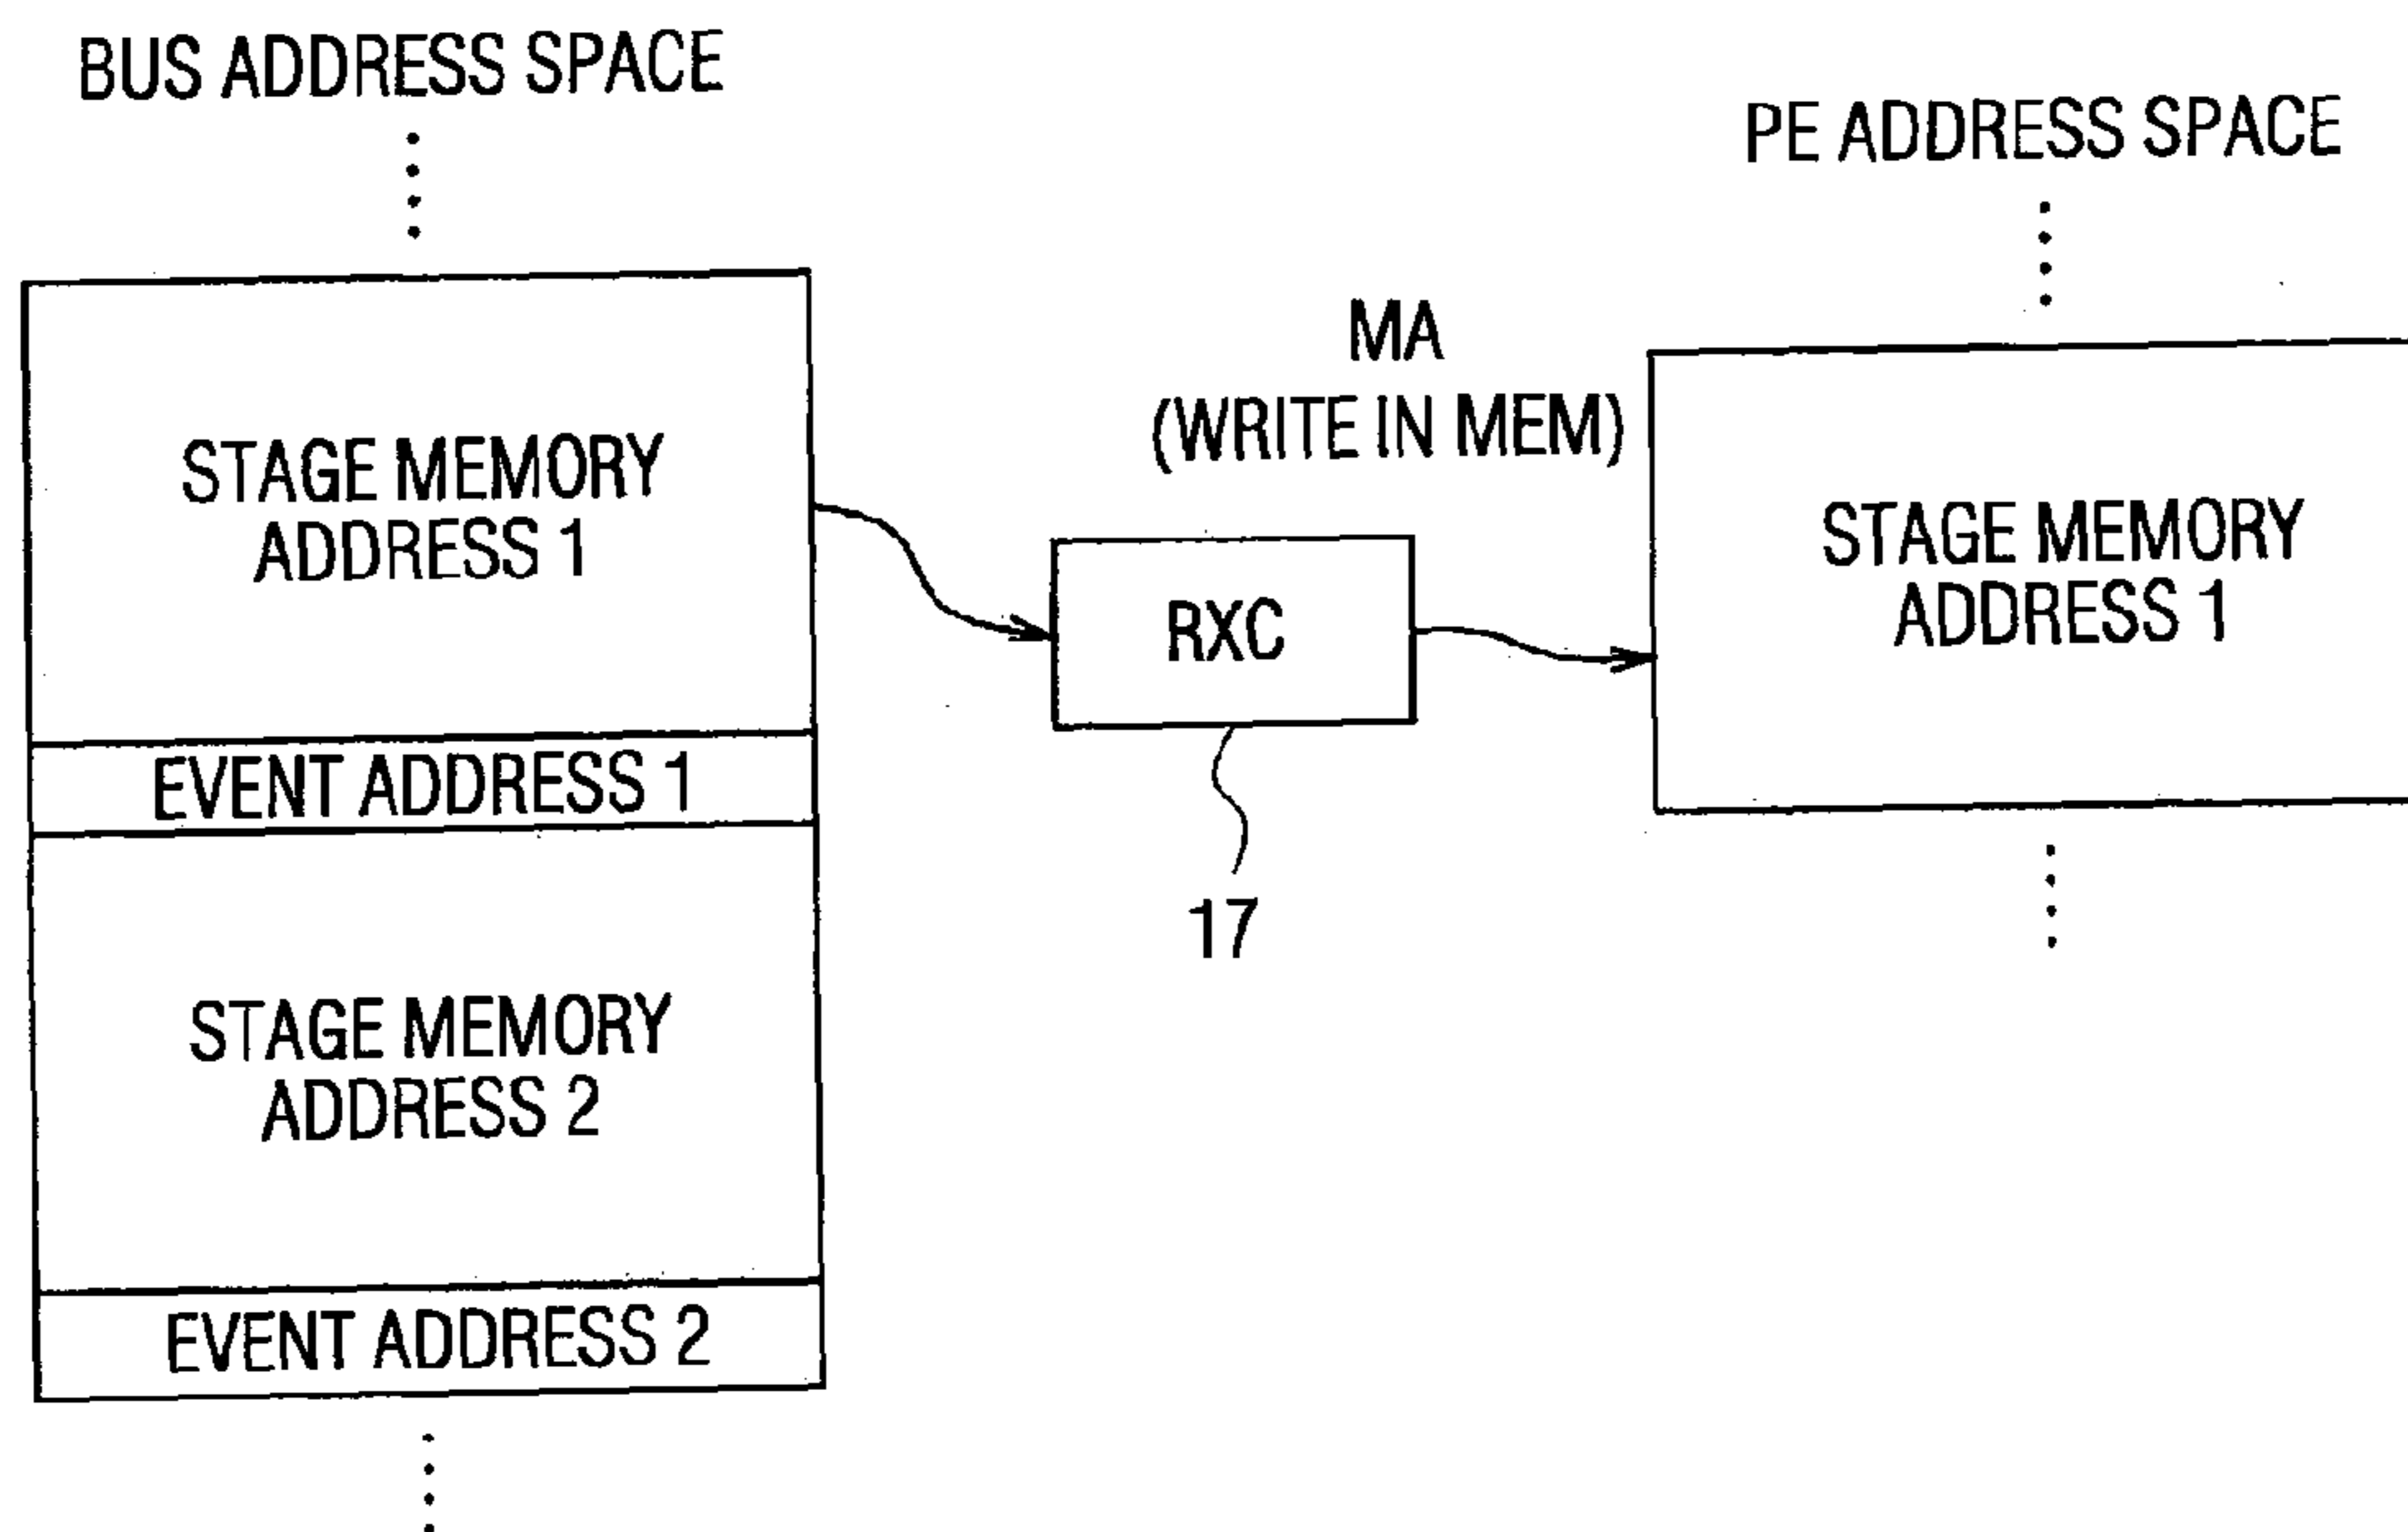 BUS ADDRESS SPACE
STAGE MEMORY
ADDRESS 1
EVENT ADDRESS 1
STAGE MEMORY
ADDRESS 2
EVENT ADDRESS 2
MA
(WRITE IN MEM)
RXC
17
PE ADDRESS SPACE
STAGE MEMORY
ADDRESS 1